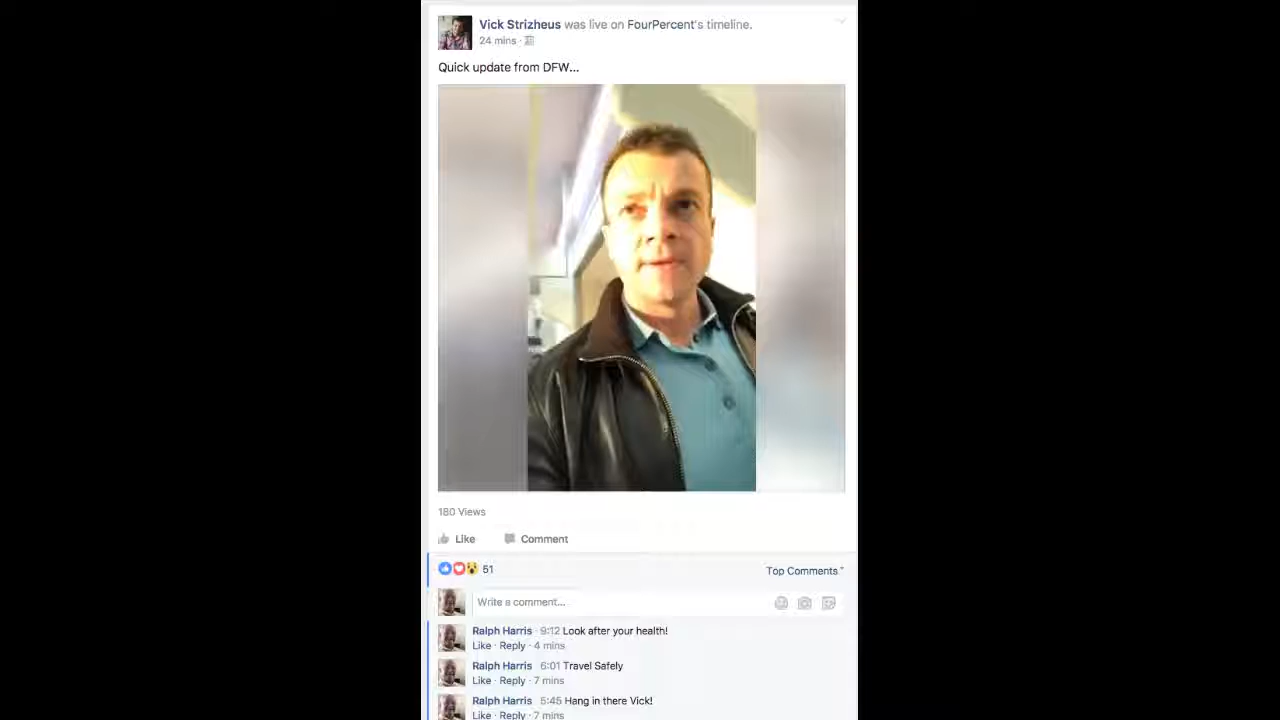 Vick Strizheus was live on FourPercent's timeline.
24 mins ·
Quick update from DFW...
180 Views
Like Comment
51 Top Comments
Write a comment...
Ralph Harris · 9:12 Look after your health!
Like · Reply · 4 mins
Ralph Harris 6:01 Travel Safely
Like · Reply · 7 mins
Ralph Harris 5:45 Hang in there Vick!
Like · Reply · 7 mins